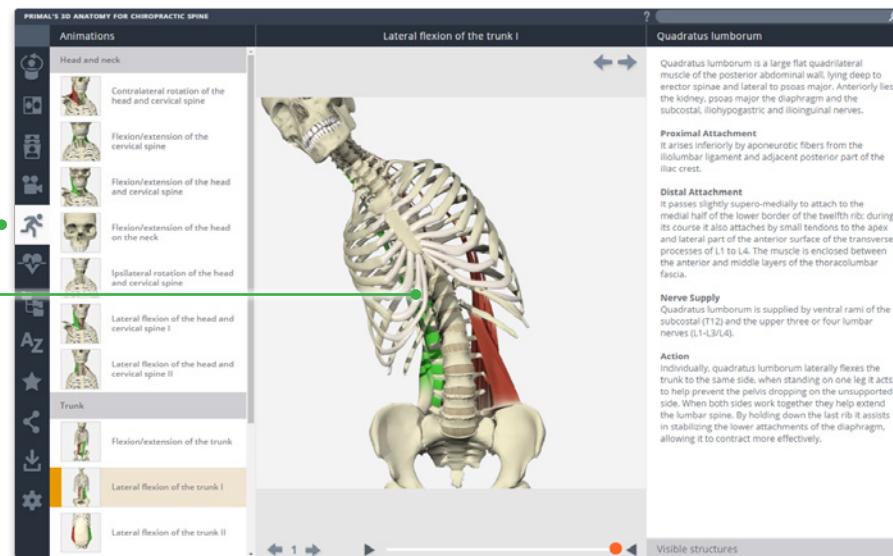 PRIMAL'S 3D ANATOMY FOR CHIROPRACTIC SPINE
?
Animations
Lateral flexion of the trunk I
Quadratus lumborum
Head and neck
Contralateral rotation of the
head and cervical spine
Flexion/extension of the
cervical spine
Flexion/extension of the head
and cervical spine
Flexion/extension of the head
on the neck
Ipsilateral rotation of the head
and cervical spine
Lateral flexion of the head and
cervical spine I
Lateral flexion of the head and
cervical spine II
Trunk
Flexion/extension of the trunk
Lateral flexion of the trunk I
Lateral flexion of the trunk II
AZ
1
Quadratus lumborum is a large flat quadrilateral
muscle of the posterior abdominal wall, lying deep to
erector spinae and lateral to psoas major. Anteriorly lies
the kidney, psoas major the diaphragm and the
subcostal, iliohypogastric and ilioinguinal nerves.
Proximal Attachment
It arises inferiorly by aponeurotic fibers from the
iliolumbar ligament and adjacent posterior part of the
iliac crest.
Distal Attachment
It passes slightly supero-medially to attach to the
medial half of the lower border of the twelfth rib; during
its course it also attaches by small tendons to the apex
and lateral part of the anterior surface of the transverse
processes of L1 to L4. The muscle is enclosed between
the anterior and middle layers of the thoracolumbar
fascia.
Nerve Supply
Quadratus lumborum is supplied by ventral rami of the
subcostal (T12) and the upper three or four lumbar
nerves (L1-L3/L4).
Action
Individually, quadratus lumborum laterally flexes the
trunk to the same side, when standing on one leg it acts
to help prevent the pelvis dropping on the unsupported
side. When both sides work together they help extend
the lumbar spine. By holding down the last rib it assists
in stabilizing the lower attachments of the diaphragm,
allowing it to contract more effectively.
Visible structures